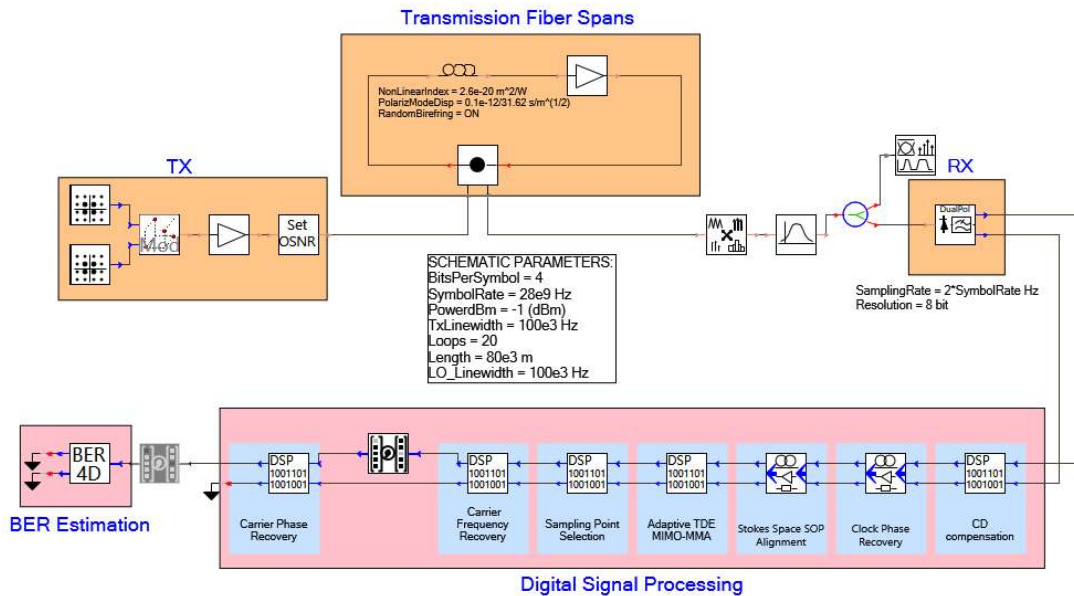 Transmission Fiber Spans
NonLinearIndex = 2.6e-20 m^2/W
PolarizModeDisp = 0.1e-12/31.62 s/m^(1/2)
RandomBirefring = ON
TX
Mod
Set
OSNR
RX
DualPol
SamplingRate = 2*SymbolRate Hz
Resolution = 8 bit
SCHEMATIC PARAMETERS:
BitsPerSymbol = 4
SymbolRate = 28e9 Hz
PowerdBm = -1 (dBm)
TxLinewidth = 100e3 Hz
Loops = 20
Length = 80e3 m
LO_Linewidth = 100e3 Hz
BER
4D
BER Estimation
DSP
1001101
1001001
Carrier Phase
Recovery
DSP
1001101
1001001
Carrier
Frequency
Recovery
DSP
1001101
1001001
Sampling Point
Selection
DSP
1001101
1001001
Adaptive TDE
MIMO-MMA
Stokes Space SOP
Alignment
Clock Phase
Recovery
DSP
1001101
1001001
CD
compensation
Digital Signal Processing